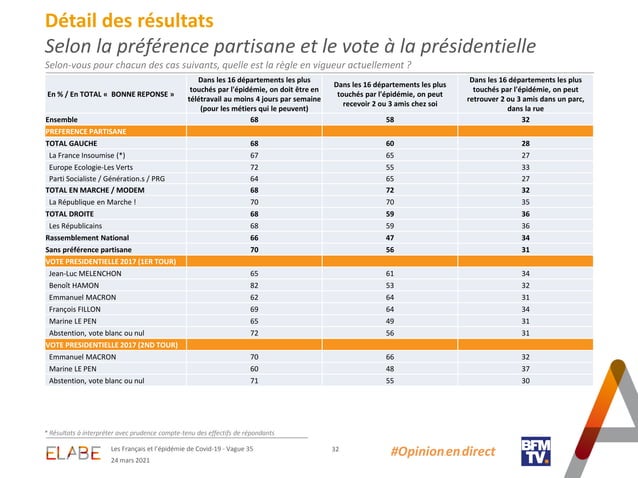 Détail des résultats
Selon la préférence partisane et le vote à la présidentielle
Selon-vous pour chacun des cas suivants, quelle est la règle en vigueur actuellement ?
En % / En TOTAL « BONNE REPONSE »
Dans les 16 départements les plus
touchés par l'épidémie, on doit être en
télétravail au moins 4 jours par semaine
(pour les métiers qui le peuvent)
Dans les 16 départements les plus
touchés par l'épidémie, on peut
recevoir 2 ou 3 amis chez soi
Dans les 16 départements les plus
touchés par l'épidémie, on peut
retrouver 2 ou 3 amis dans un parc,
dans la rue
Ensemble 68 58 32
PREFERENCE PARTISANE
TOTAL GAUCHE 68 60 28
La France Insoumise (*) 67 65 27
Europe Ecologie-Les Verts 72 55 33
Parti Socialiste / Génération.s / PRG 64 65 27
TOTAL EN MARCHE / MODEM 68 72 32
La République en Marche ! 70 70 35
TOTAL DROITE 68 59 36
Les Républicains 68 59 36
Rassemblement National 66 47 34
Sans préférence partisane 70 56 31
VOTE PRESIDENTIELLE 2017 (1ER TOUR)
Jean-Luc MELENCHON 65 61 34
Benoît HAMON 82 53 32
Emmanuel MACRON 62 64 31
François FILLON 69 64 34
Marine LE PEN 65 49 31
Abstention, vote blanc ou nul 72 56 31
VOTE PRESIDENTIELLE 2017 (2ND TOUR)
Emmanuel MACRON 70 66 32
Marine LE PEN 60 48 37
Abstention, vote blanc ou nul 71 55 30
* Résultats à interpréter avec prudence compte-tenu des effectifs de répondants
ELABE
Les Français et l'épidémie de Covid-19 - Vague 35
24 mars 2021
32
#Opinion en direct
BFM
TV.